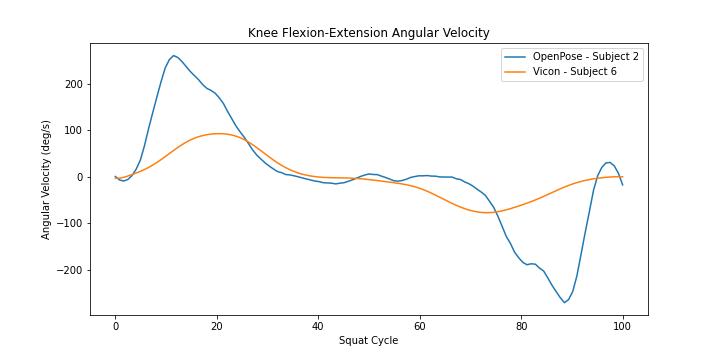 Knee Flexion-Extension Angular Velocity
OpenPose - Subject 2
Vicon - Subject 6
Angular Velocity (deg/s)
200
100
0
−100
−200
0 20 40 60 80 100
Squat Cycle